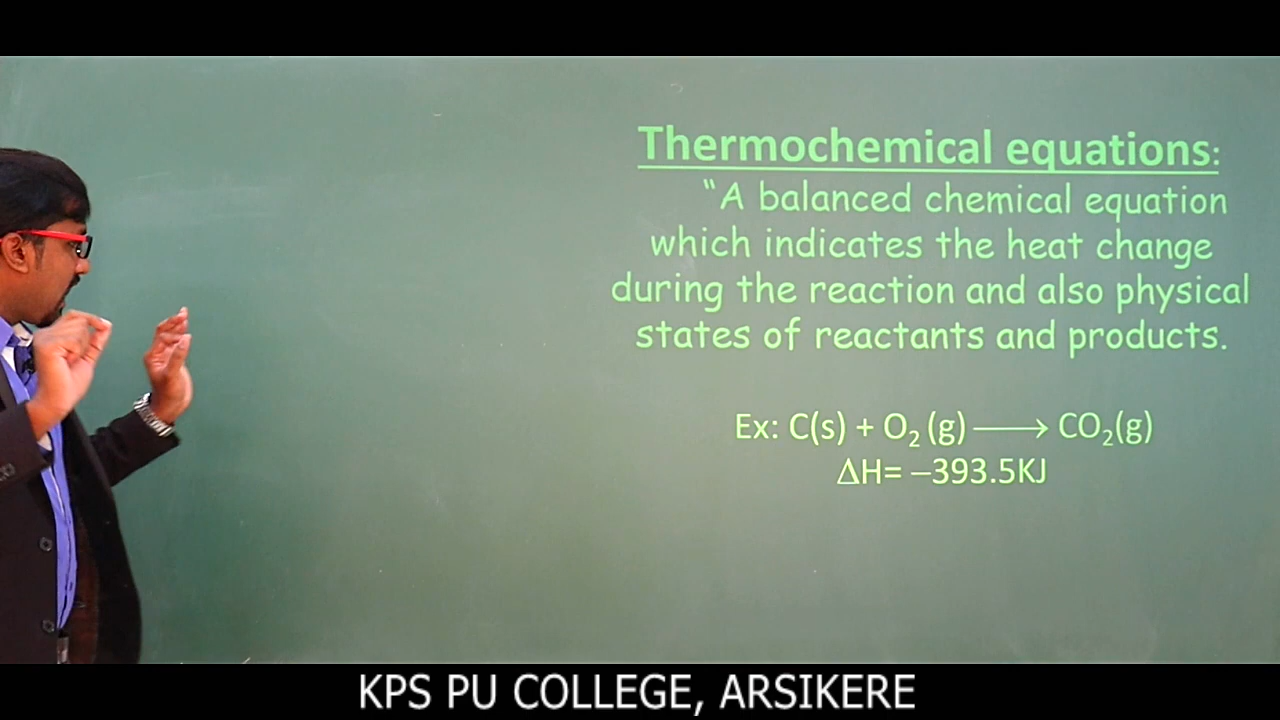 Thermochemical equations:
“A balanced chemical equation
which indicates the heat change
during the reaction and also physical
states of reactants and products.
Ex: C(s) + O₂ (g) ⟶ CO₂(g)
ΔH= –393.5KJ
KPS PU COLLEGE, ARSIKERE